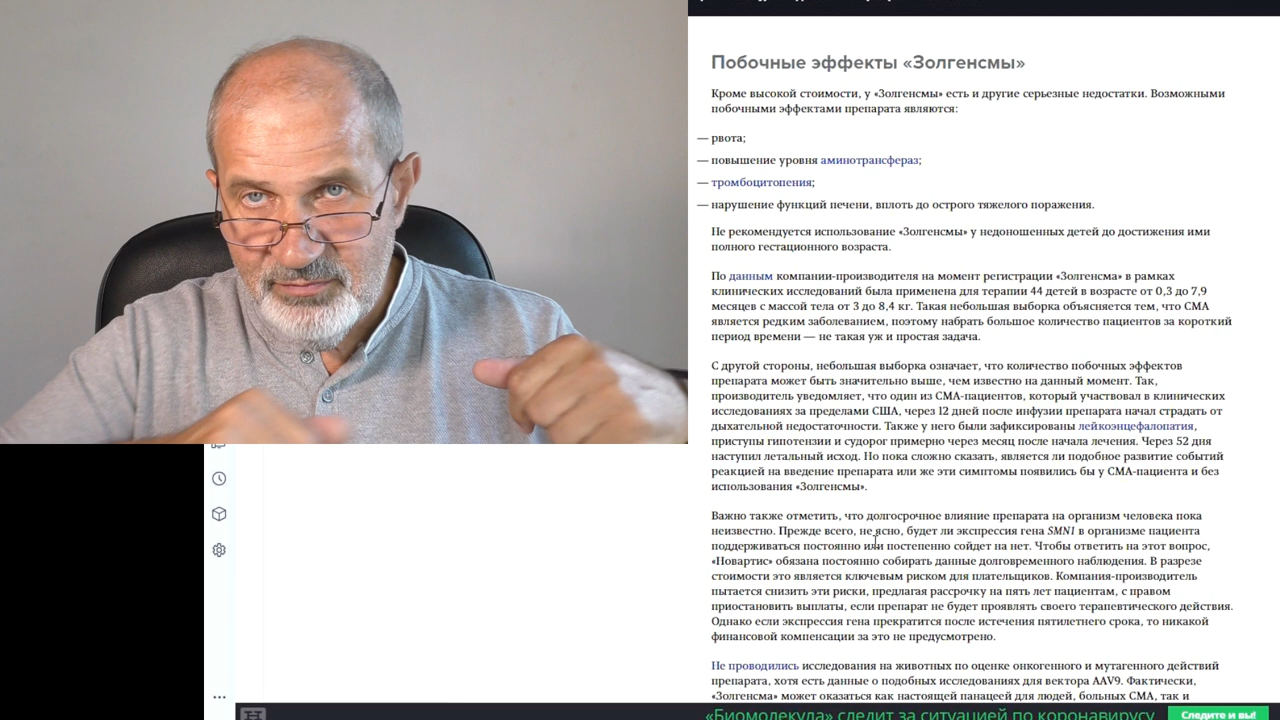 Побочные эффекты «Золгенсмы»
Кроме высокой стоимости, у «Золгенсмы» есть и другие серьезные недостатки. Возможными
побочными эффектами препарата являются:
— рвота;
— повышение уровня аминотрансфераз;
— тромбоцитопения;
— нарушение функций печени, вплоть до острого тяжелого поражения.
Не рекомендуется использование «Золгенсмы» у недоношенных детей до достижения ими
полного гестационного возраста.
По данным компании-производителя на момент регистрации «Золгенсма» в рамках
клинических исследований была применена для терапии 44 детей в возрасте от 0,3 до 7,9
месяцев с массой тела от 3 до 8,4 кг. Такая небольшая выборка объясняется тем, что СМА
является редким заболеванием, поэтому набрать большое количество пациентов за короткий
период времени — не такая уж и простая задача.
С другой стороны, небольшая выборка означает, что количество побочных эффектов
препарата может быть значительно выше, чем известно на данный момент. Так,
производитель уведомляет, что один из СМА-пациентов, который участвовал в клинических
исследованиях за пределами США, через 12 дней после инфузии препарата начал страдать от
дыхательной недостаточности. Также у него были зафиксированы лейкоэнцефалопатия,
приступы гипотензии и судорог примерно через месяц после начала лечения. Через 52 дня
наступил летальный исход. Но пока сложно сказать, является ли подобное развитие событий
реакцией на введение препарата или же эти симптомы появились бы у СМА-пациента и без
использования «Золгенсмы».
Важно также отметить, что долгосрочное влияние препарата на организм человека пока
неизвестно. Прежде всего, не ясно, будет ли экспрессия гена SMN1 в организме пациента
поддерживаться постоянно или постепенно сойдет на нет. Чтобы ответить на этот вопрос,
«Новартис» обязана постоянно собирать данные долговременного наблюдения. В разрезе
стоимости это является ключевым риском для плательщиков. Компания-производитель
пытается снизить эти риски, предлагая рассрочку на пять лет пациентам, с правом
приостановить выплаты, если препарат не будет проявлять своего терапевтического действия.
Однако если экспрессия гена прекратится после истечения пятилетнего срока, то никакой
финансовой компенсации за это не предусмотрено.
Не проводились исследования на животных по оценке онкогенного и мутагенного действий
препарата, хотя есть данные о подобных исследованиях для вектора AAV9. Фактически,
«Золгенсма» может оказаться как настоящей панацеей для людей, больных СМА, так и
«Биомолекула» следит за ситуацией по коронавирусу
Следите и вы!